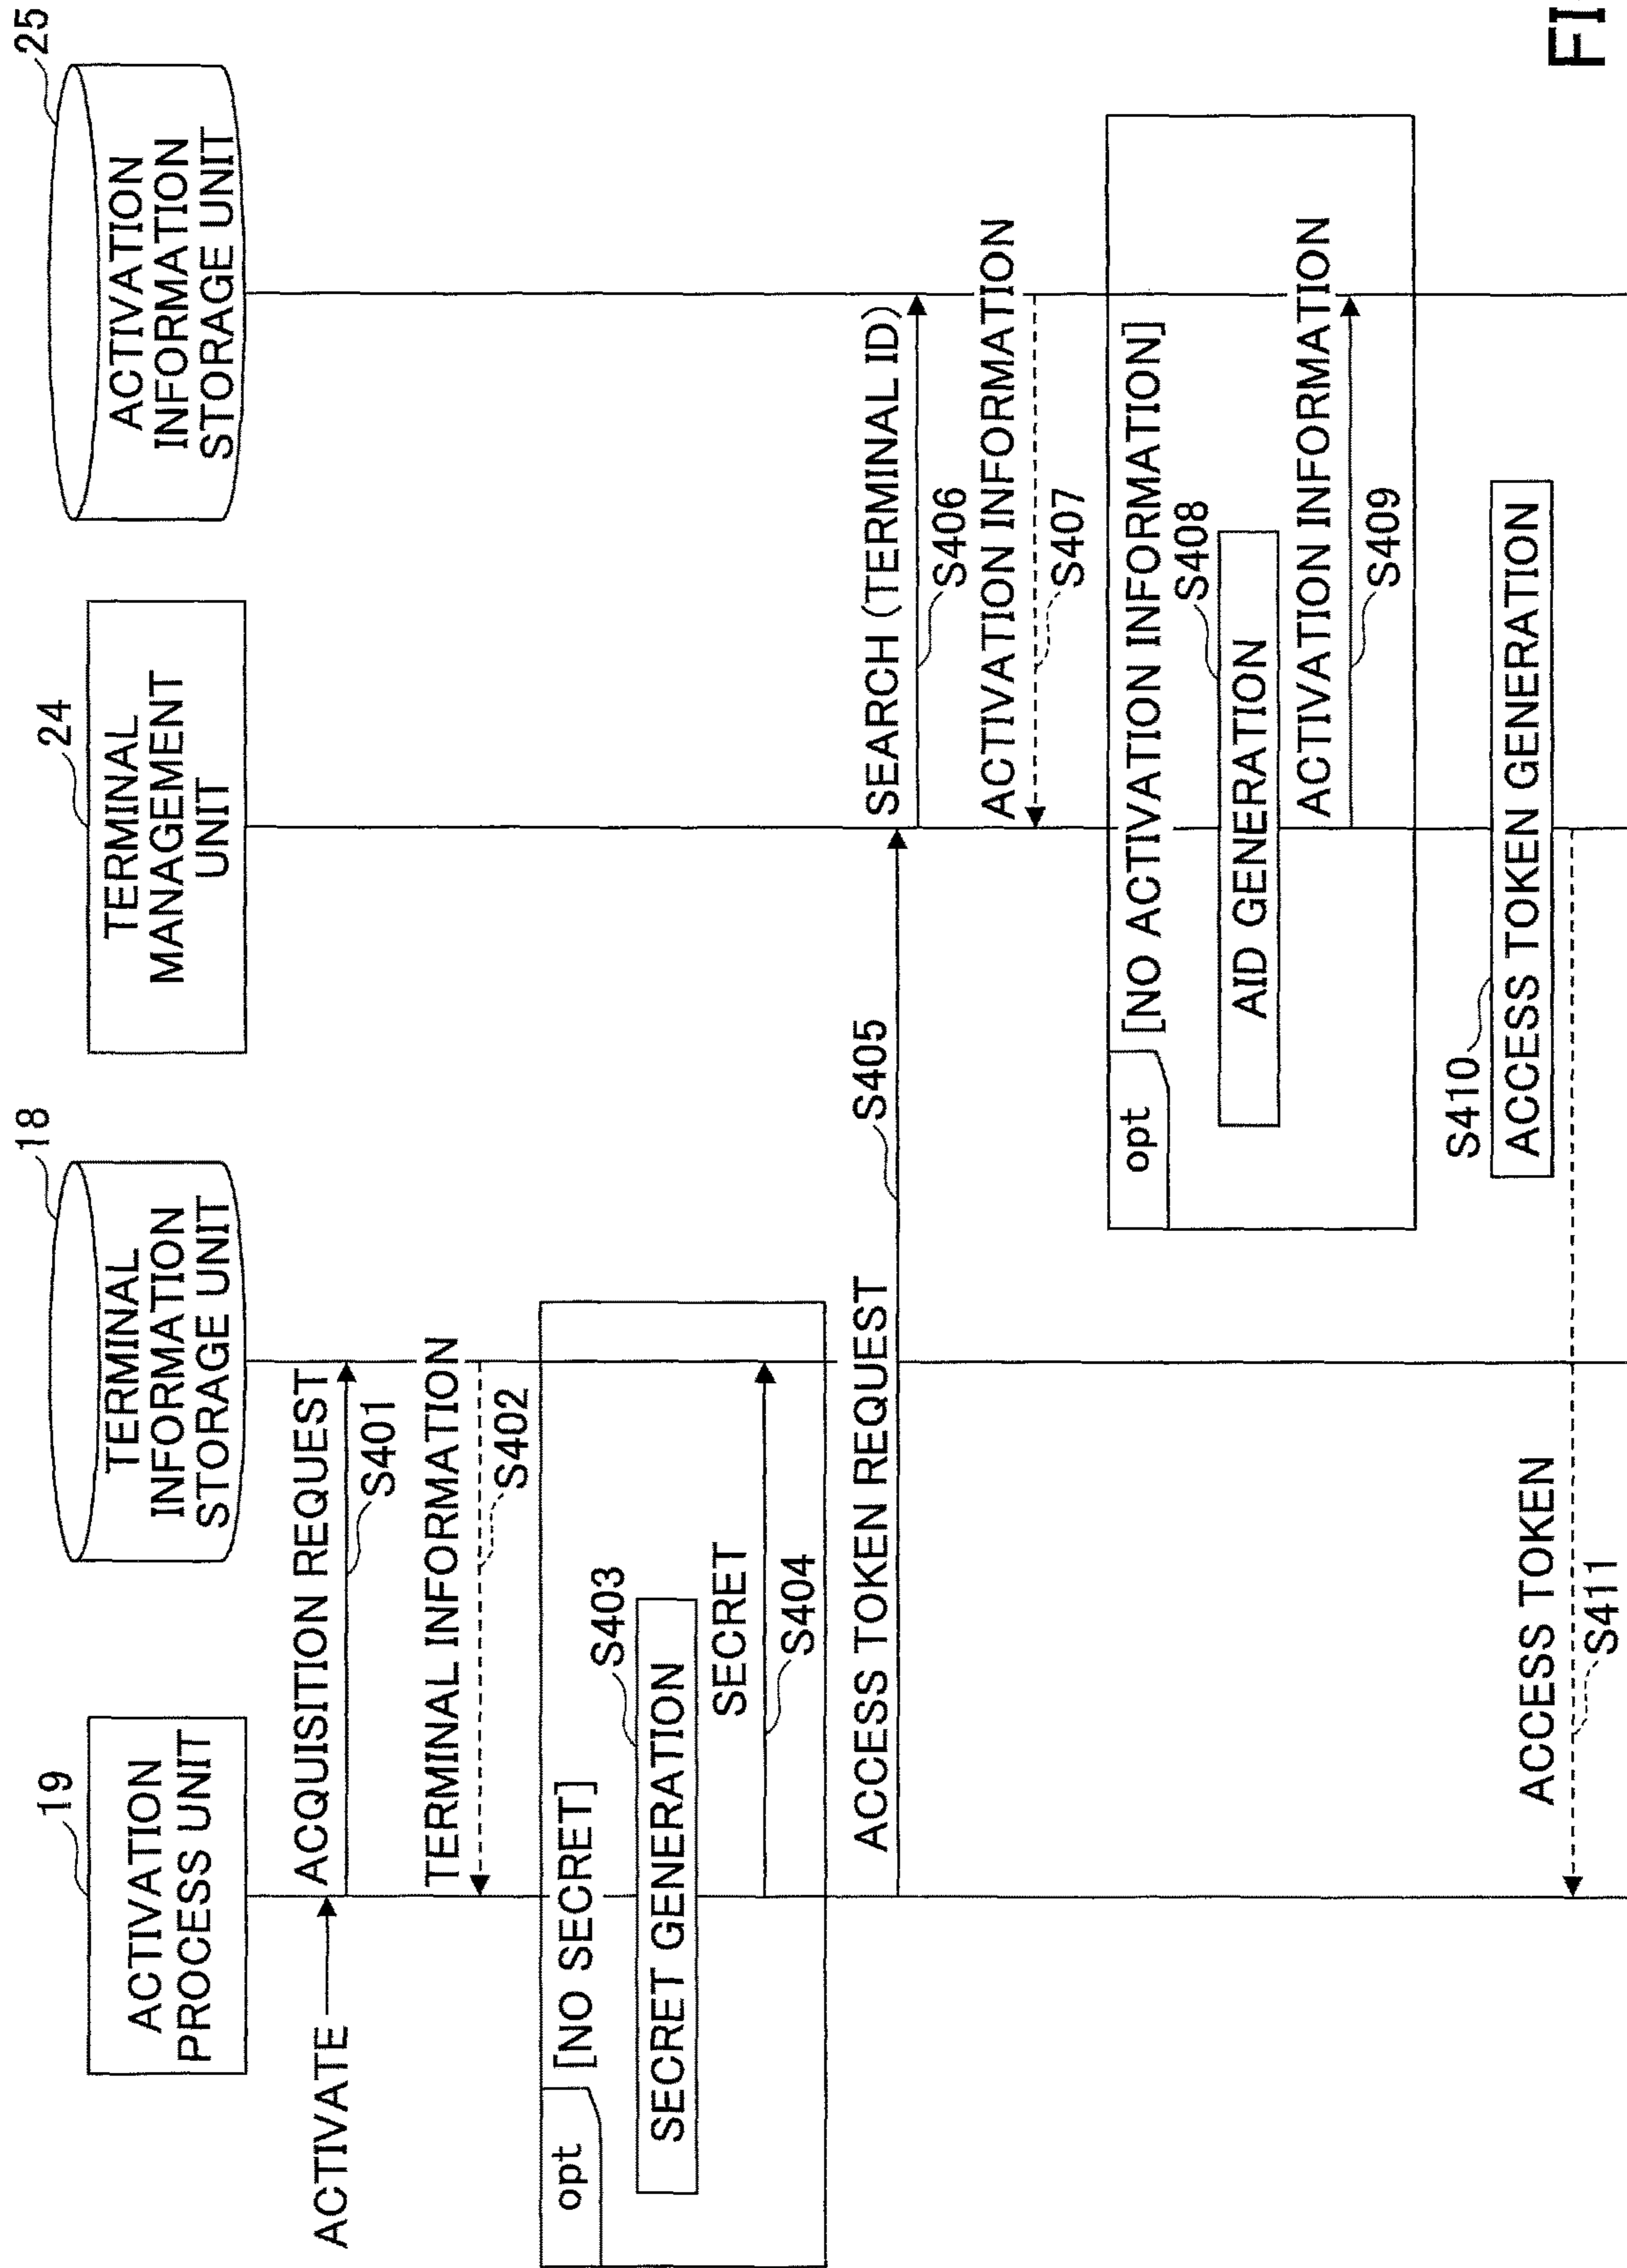 19
ACTIVATION
PROCESS UNIT
18
TERMINAL
INFORMATION
STORAGE UNIT
24
TERMINAL
MANAGEMENT
UNIT
25
ACTIVATION
INFORMATION
STORAGE UNIT
ACTIVATE
ACQUISITION REQUEST
S401
TERMINAL INFORMATION
S402
opt
[NO SECRET]
S403
SECRET GENERATION
SECRET
S404
ACCESS TOKEN REQUEST
S405
SEARCH (TERMINAL ID)
S406
ACTIVATION INFORMATION
S407
opt
[NO ACTIVATION INFORMATION]
S408
AID GENERATION
ACTIVATION INFORMATION
S409
S410
ACCESS TOKEN GENERATION
ACCESS TOKEN
S411